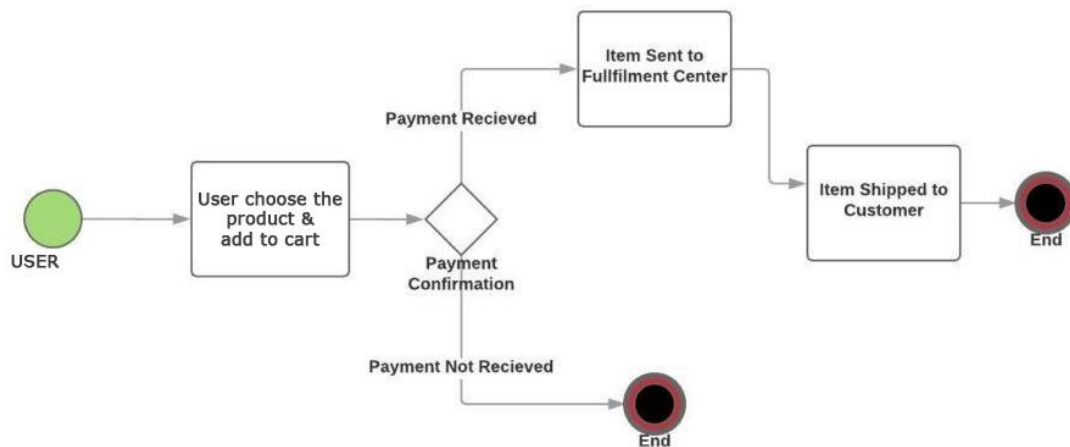 USER
User choose the
product &
add to cart
Payment
Confirmation
Payment Recieved
Item Sent to
Fullfilment Center
Item Shipped to
Customer
End
Payment Not Recieved
End